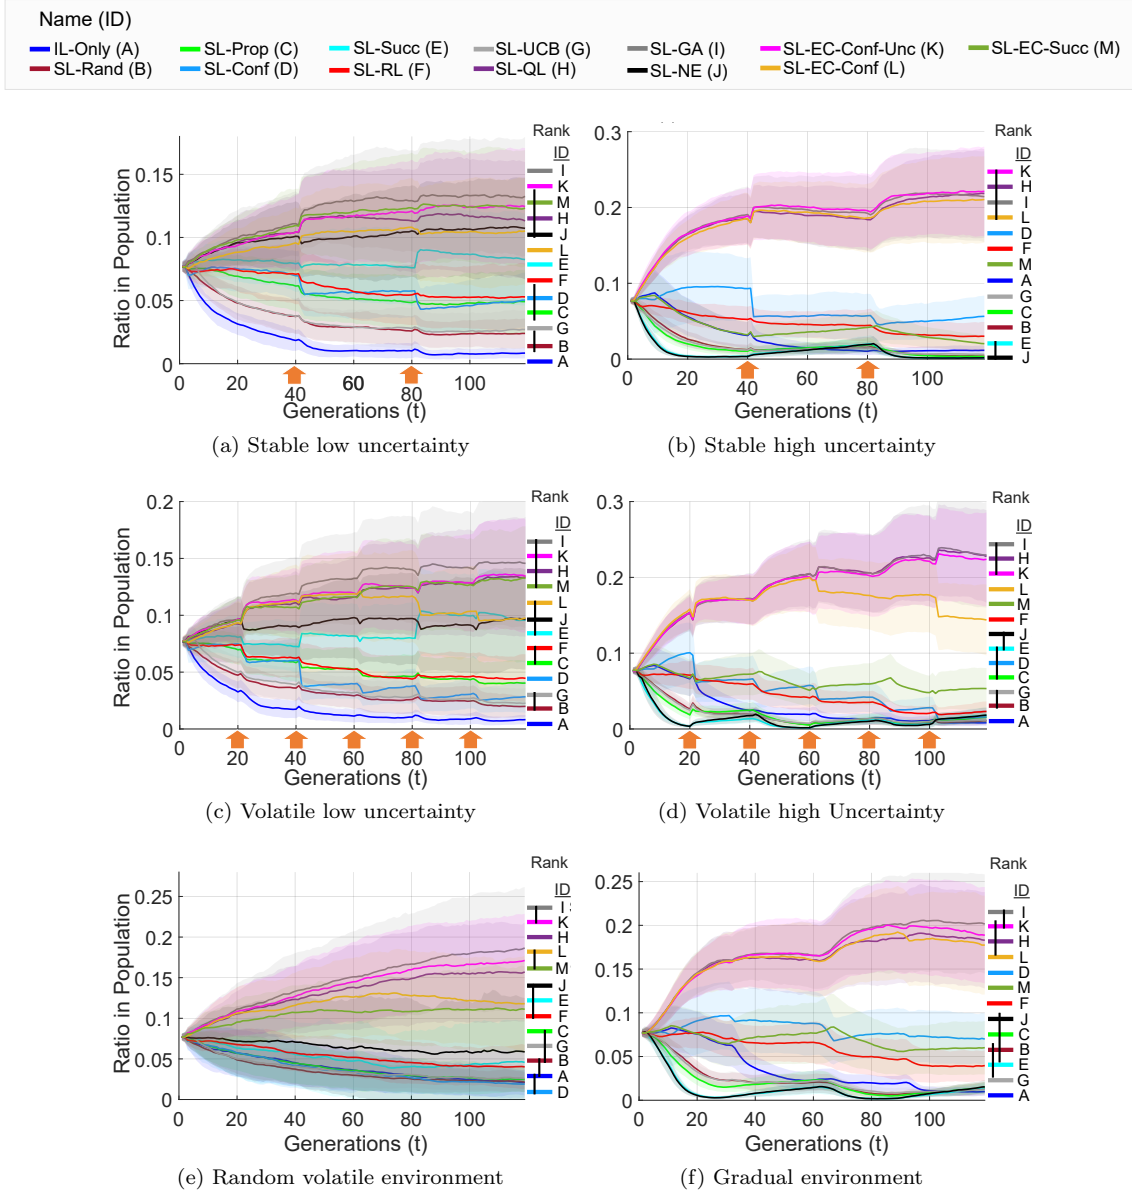 Name (ID)
IL-Only (A) SL-Prop (C) SL-Succ (E) SL-UCB (G) SL-GA (I) SL-EC-Conf-Unc (K) SL-EC-Succ (M)
SL-Rand (B) SL-Conf (D) SL-RL (F) SL-QL (H) SL-NE (J) SL-EC-Conf (L)
Rank
ID
I
K
M
H
J
L
E
F
D
C
G
B
A
Ratio in Population
0.15
0.1
0.05
0
0 20 40 60 80 100
60
Generations (t)
(a) Stable low uncertainty
Rank
ID
K
H
I
L
D
F
M
A
G
C
B
E
J
0.3
0.2
0.1
0
0 20 40 60 80 100
Generations (t)
(b) Stable high uncertainty
Rank
ID
I
K
H
M
L
J
E
F
C
D
G
B
A
Ratio in Population
0.2
0.15
0.1
0.05
0
0 20 40 60 80 100
Generations (t)
(c) Volatile low uncertainty
Rank
ID
I
H
K
L
M
F
J
E
D
C
G
B
A
0.3
0.2
0.1
0
0 20 40 60 80 100
Generations (t)
(d) Volatile high Uncertainty
Rank
ID
I
K
H
L
M
J
E
F
C
G
B
A
D
Ratio in Population
0.25
0.2
0.15
0.1
0.05
0
0 20 40 60 80 100
Generations (t)
(e) Random volatile environment
Rank
ID
I
K
H
L
D
M
F
J
C
B
E
G
A
0.25
0.2
0.15
0.1
0.05
0
0 20 40 60 80 100
Generations (t)
(f) Gradual environment